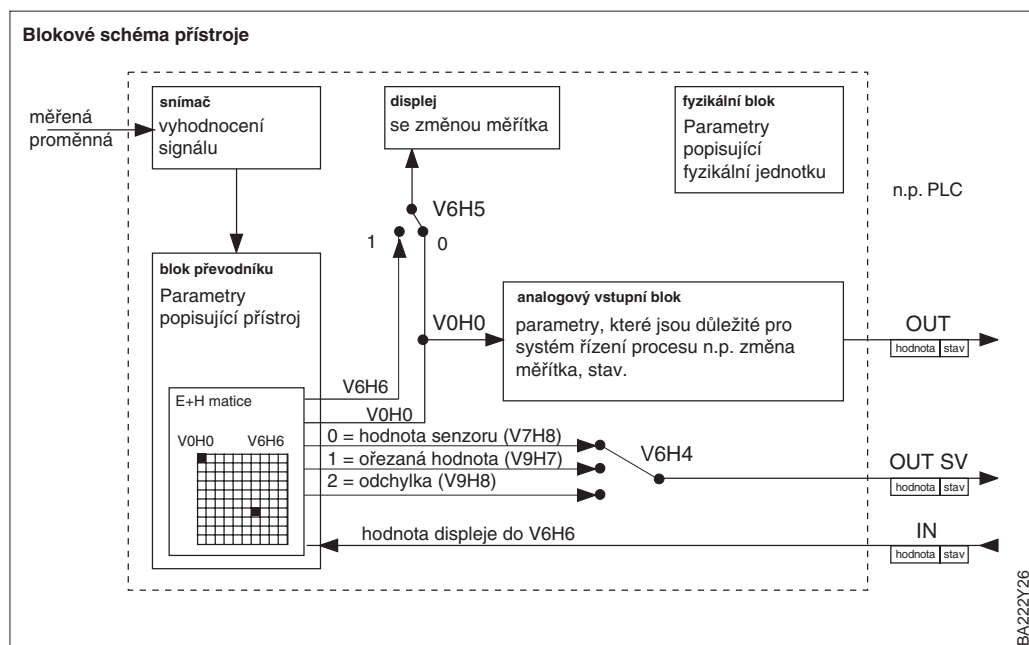 Blokové schéma přístroje
měřená
proměnná
snímač
vyhodnocení
signálu
displej
se změnou měřítka
fyzikální blok
Parametry
popisující
fyzikální jednotku
n.p. PLC
V6H5
1
0
blok převodníku
Parametry
popisující přístroj
V0H0
analogový vstupní blok
parametry, které jsou důležité pro
systém řízení procesu n.p. změna
měřítka, stav.
OUT
hodnota stav
E+H matice
V0H0 V6H6
V6H6
V0H0
0 = hodnota senzoru (V7H8)
1 = ořezaná hodnota (V9H7)
2 = odchylka (V9H8)
V6H4
OUT SV
hodnota stav
hodnota displeje do V6H6
IN
hodnota stav
BA222Y26